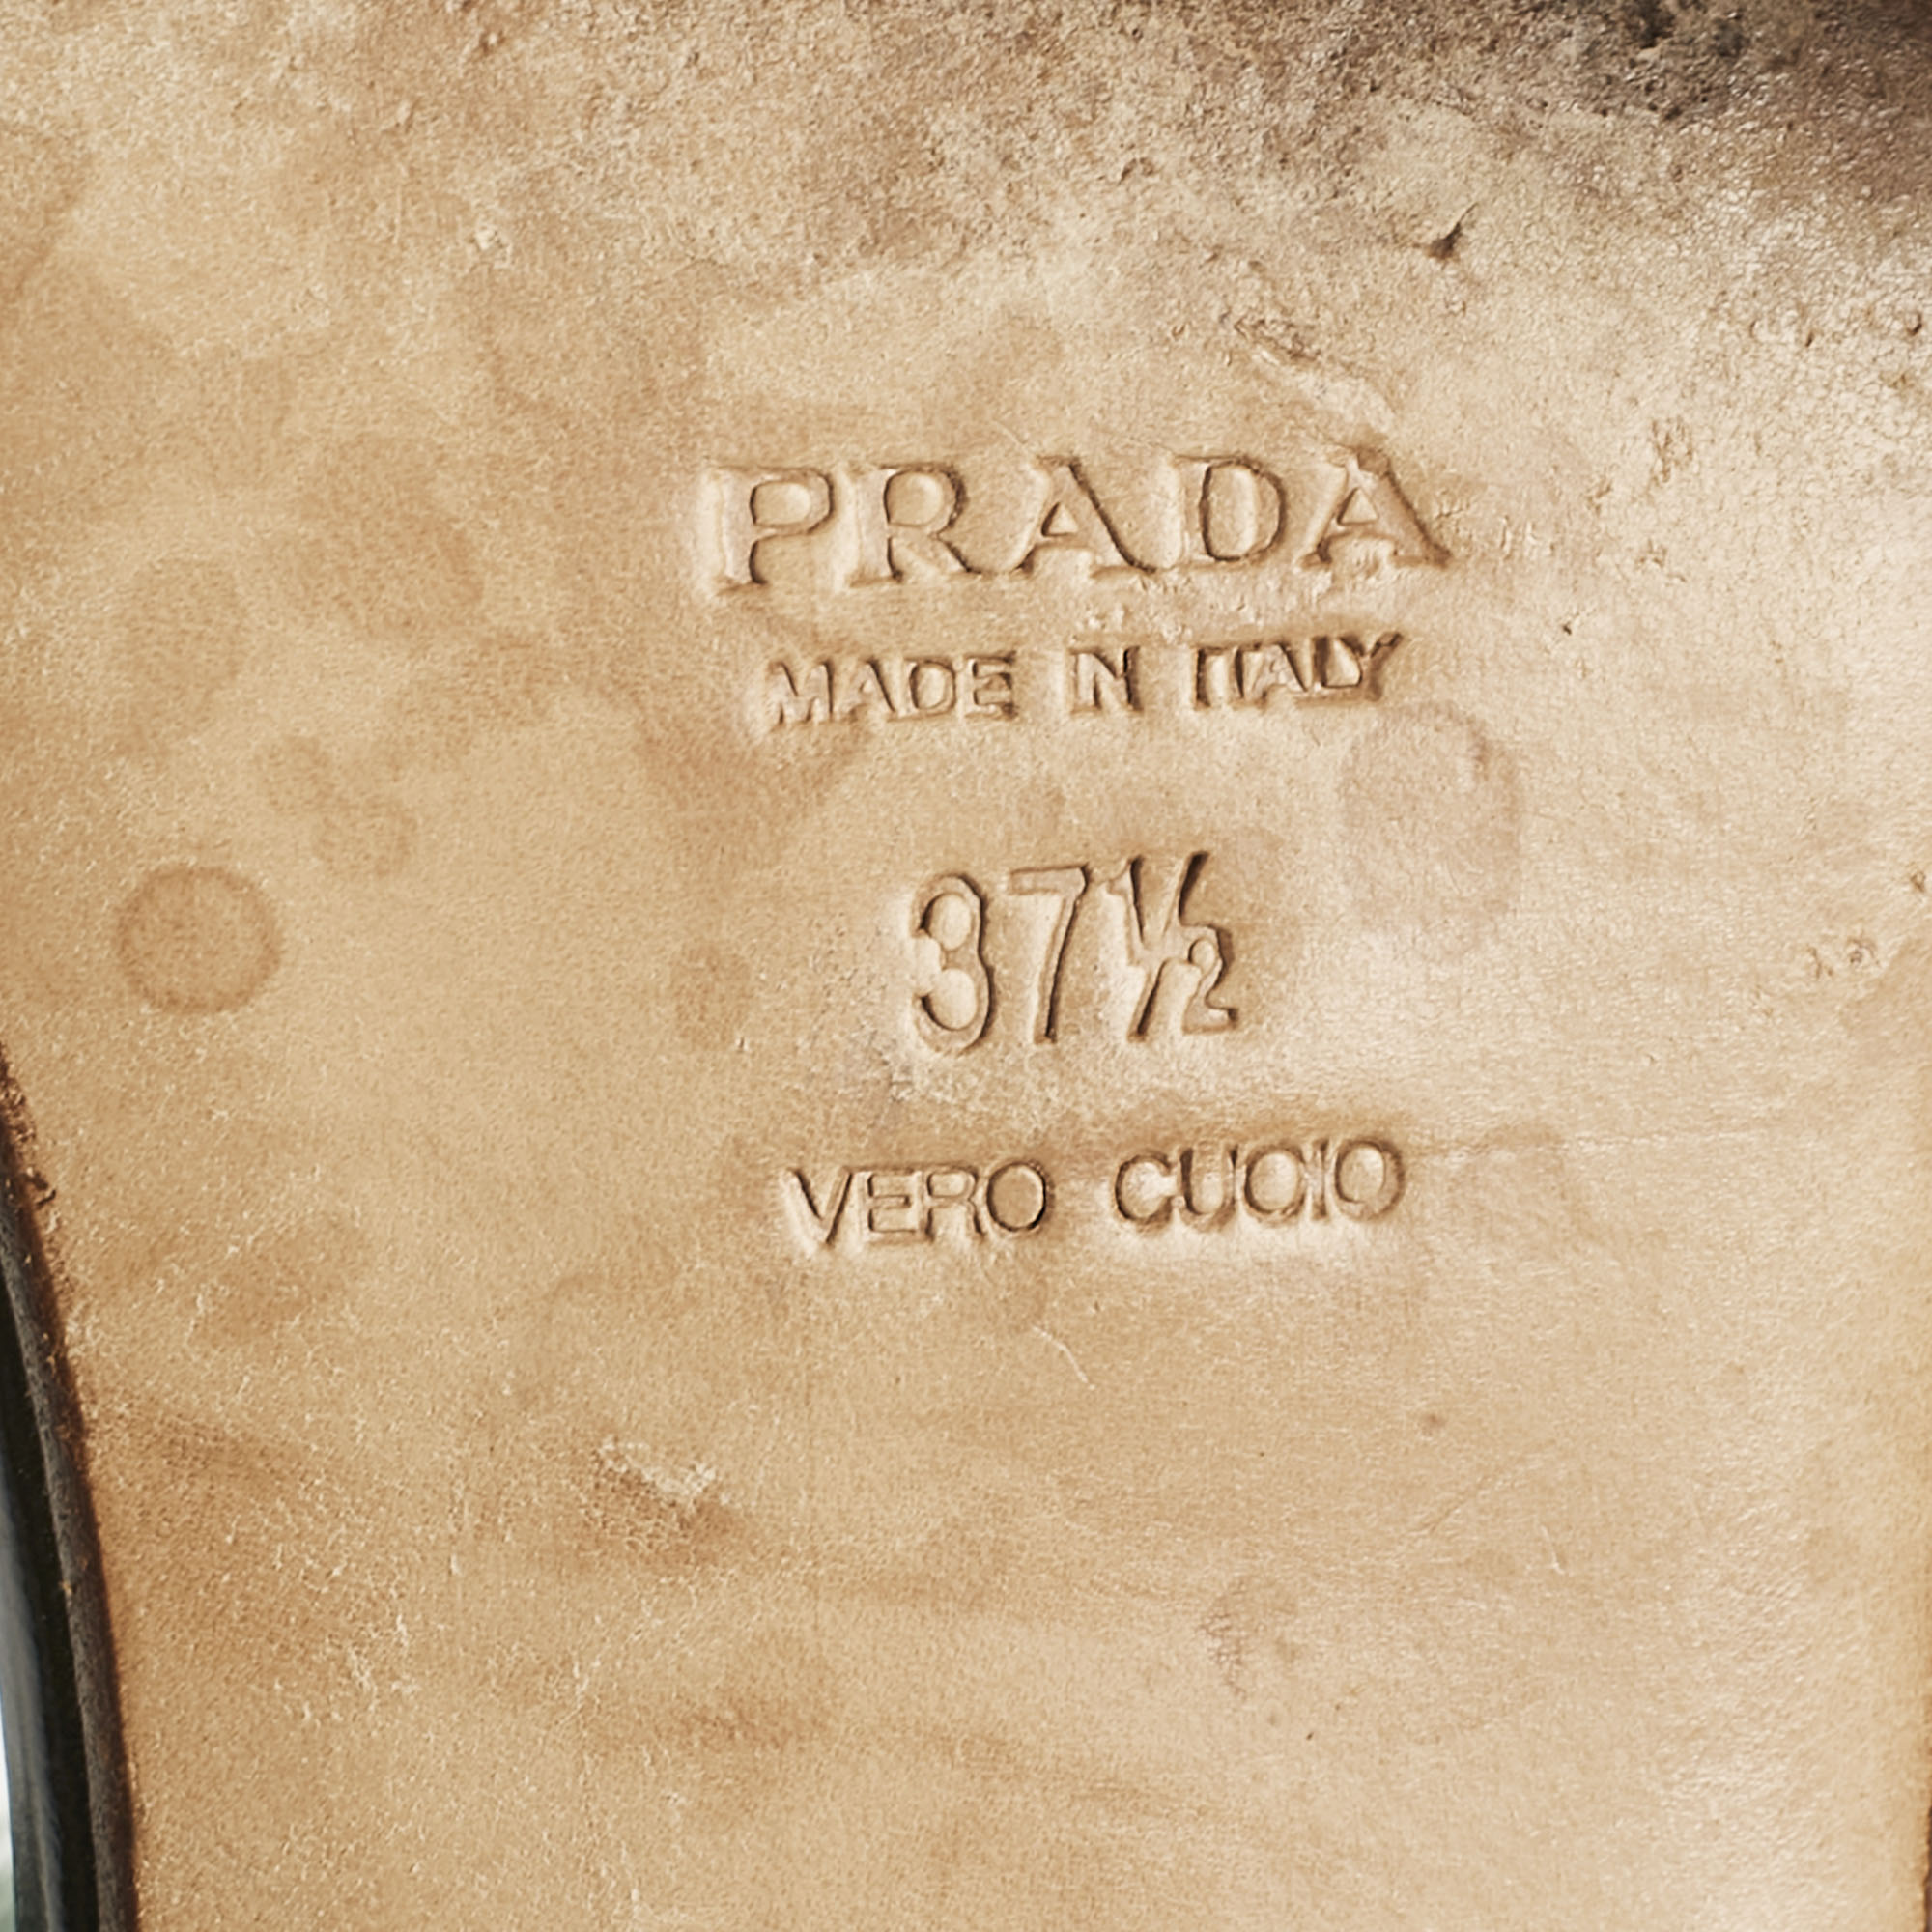 PRADA
MADE IN ITALY
37½
VERO CUOIO